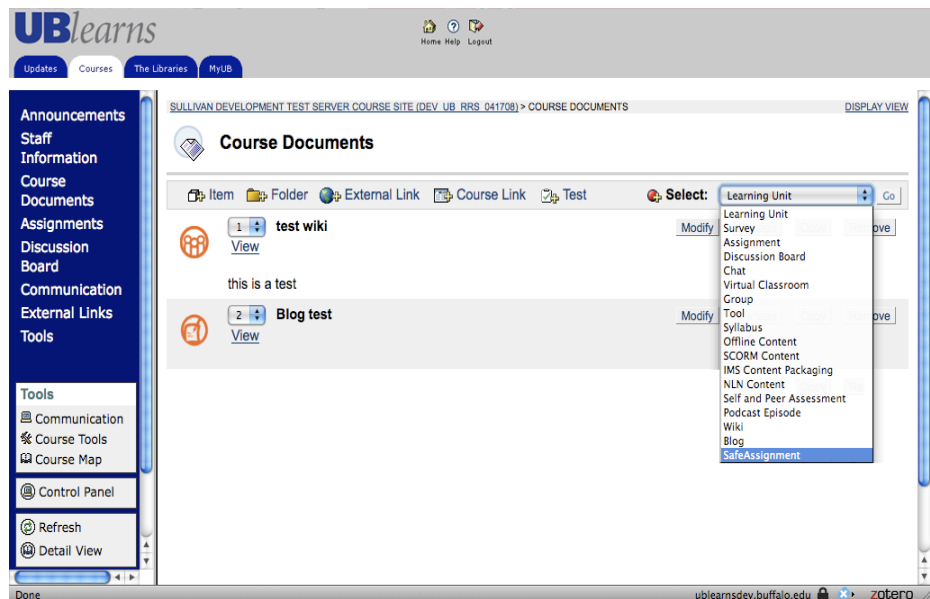 UBlearns
Home Help Logout
Updates Courses The Libraries MyUB
Announcements
Staff
Information
Course
Documents
Assignments
Discussion
Board
Communication
External Links
Tools
Tools
Communication
Course Tools
Course Map
Control Panel
Refresh
Detail View
SULLIVAN DEVELOPMENT TEST SERVER COURSE SITE (DEV_UB_RRS_041708) > COURSE DOCUMENTS DISPLAY VIEW
Course Documents
Item Folder External Link Course Link Test Select: Learning Unit Go
1 test wiki Modify ove
View
this is a test
2 Blog test Modify ove
View
Learning Unit
Survey
Assignment
Discussion Board
Chat
Virtual Classroom
Group
Tool
Syllabus
Offline Content
SCORM Content
IMS Content Packaging
NLN Content
Self and Peer Assessment
Podcast Episode
Wiki
Blog
SafeAssignment
Done ublearnsdev.buffalo.edu zotero